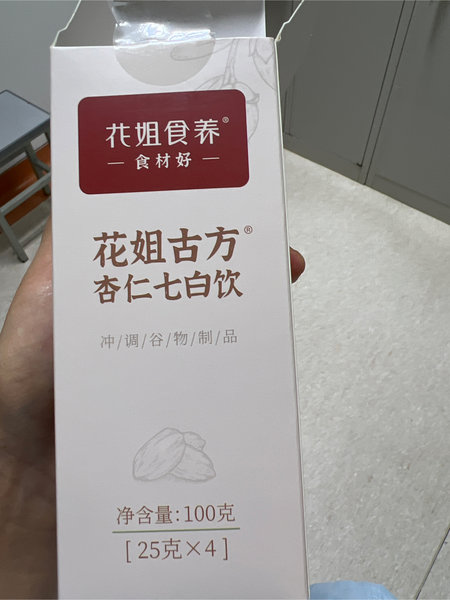 花姐食养®
— 食材好 —
花姐古方®
杏仁七白饮
冲/调/谷/物/制/品
净含量:100克
[ 25克×4 ]